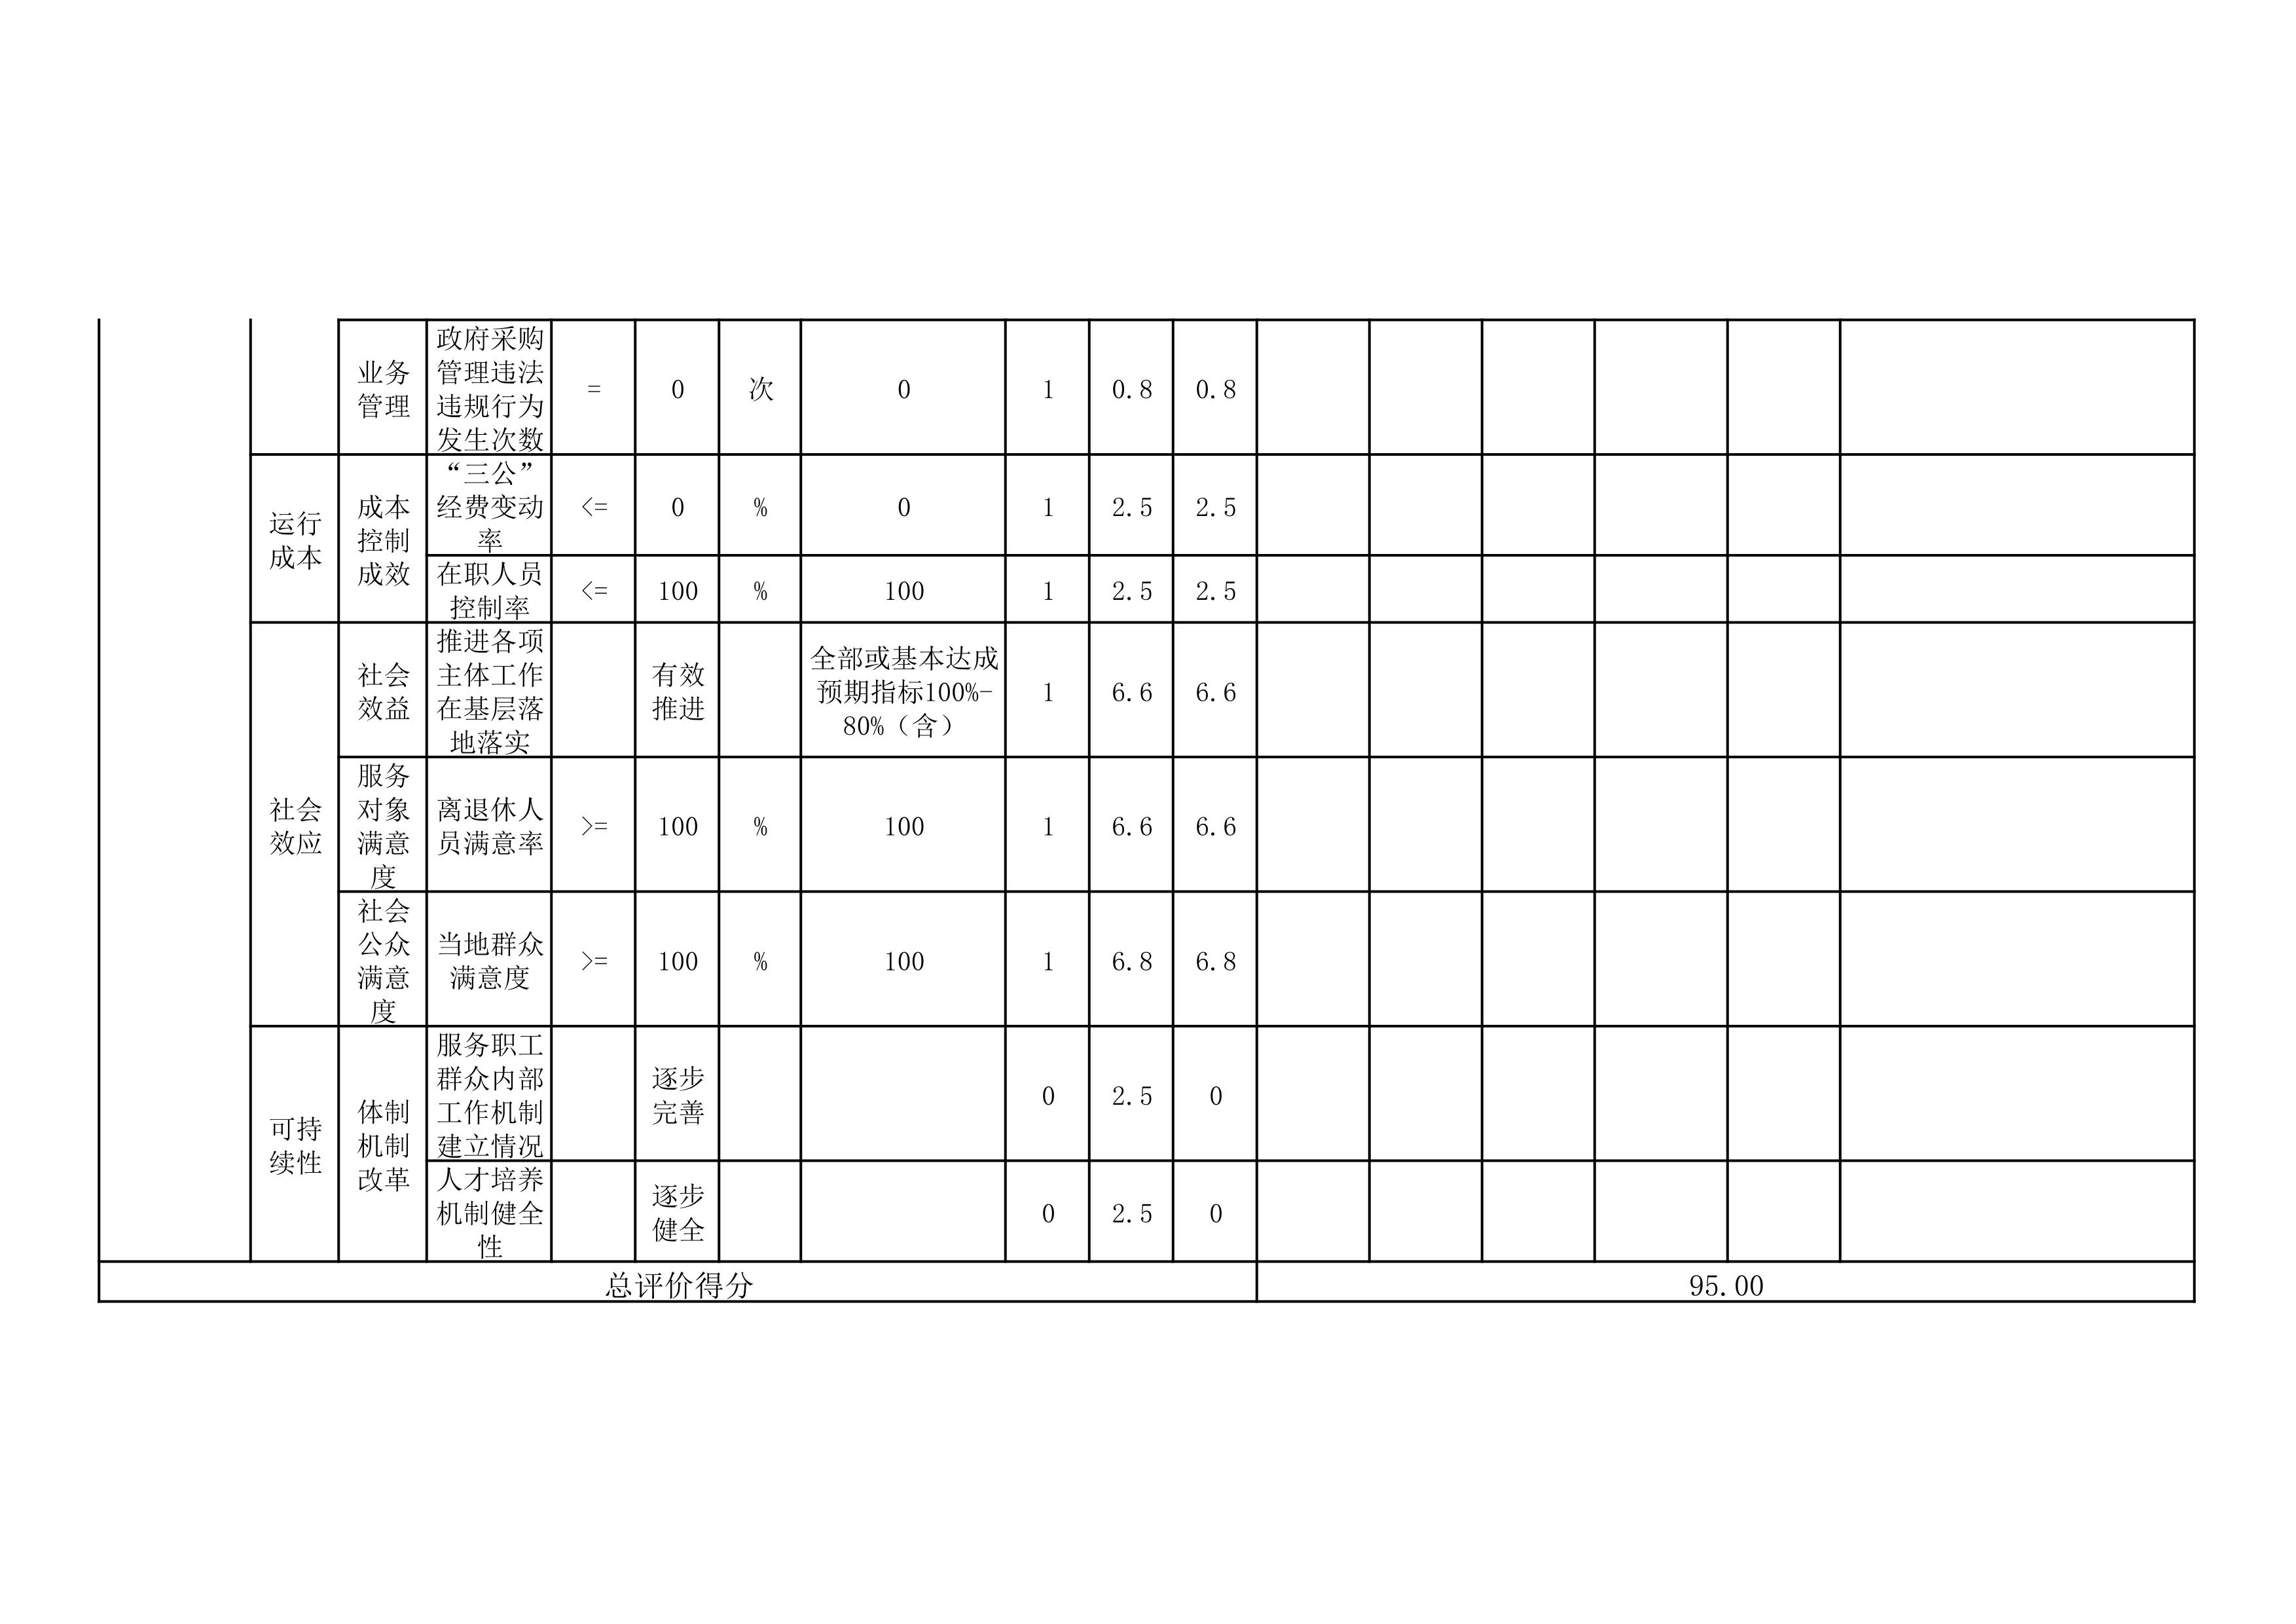 业务
管理
政府采购
管理违法
违规行为
发生次数
=
0
次
0
1
0.8
0.8
运行
成本
成本
控制
成效
“三公”
经费变动
率
<=
0
%
0
1
2.5
2.5
在职人员
控制率
<=
100
%
100
1
2.5
2.5
社会
效应
社会
效益
推进各项
主体工作
在基层落
地落实
有效
推进
全部或基本达成
预期指标100%-
80%（含）
1
6.6
6.6
服务
对象
满意
度
离退休人
员满意率
>=
100
%
100
1
6.6
6.6
社会
公众
满意
度
当地群众
满意度
>=
100
%
100
1
6.8
6.8
可持
续性
体制
机制
改革
服务职工
群众内部
工作机制
建立情况
逐步
完善
0
2.5
0
人才培养
机制健全
性
逐步
健全
0
2.5
0
总评价得分
95.00